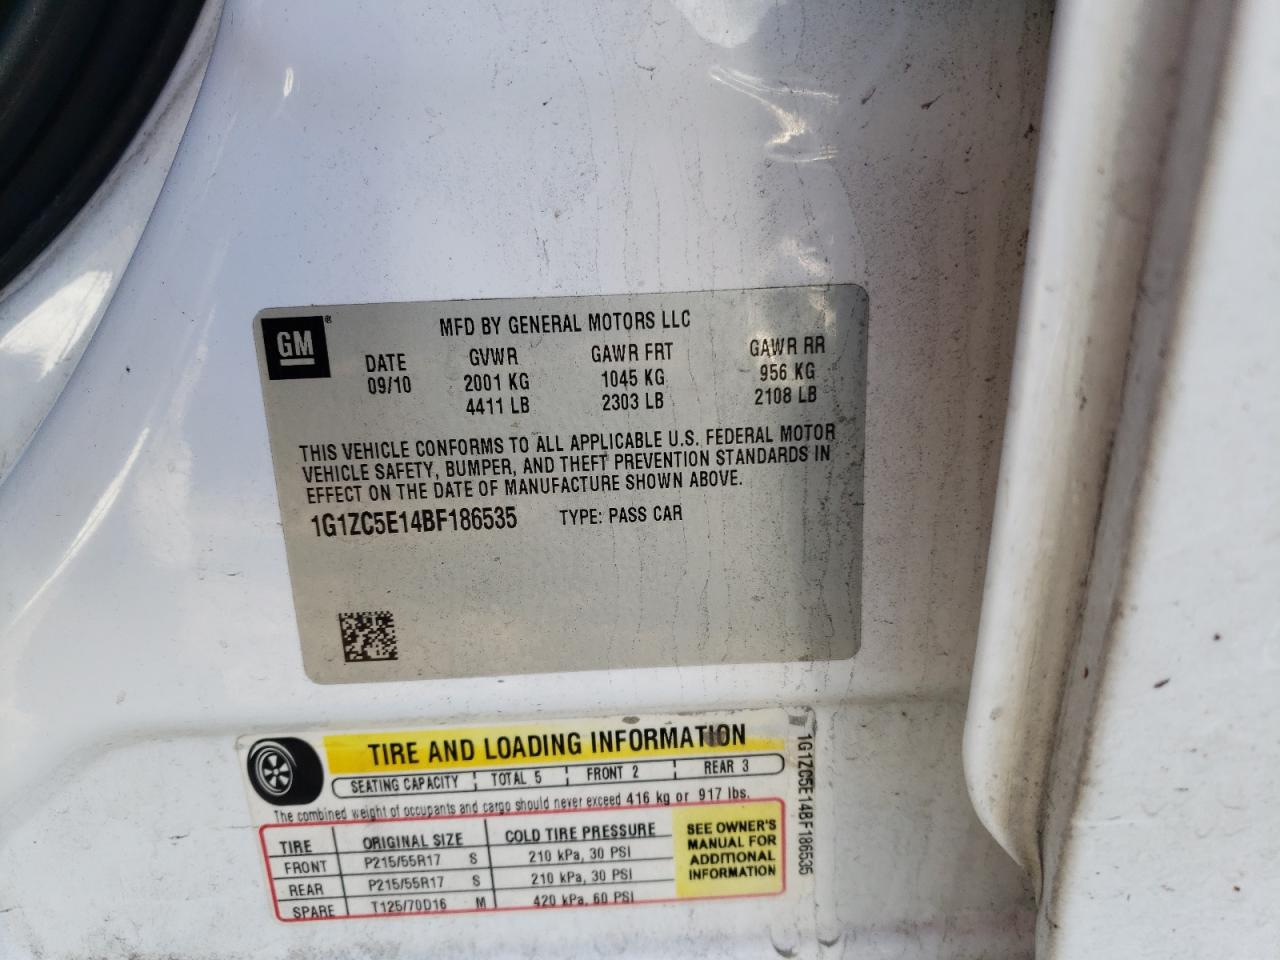 GM ®
MFD BY GENERAL MOTORS LLC
DATE GVWR GAWR FRT GAWR RR
09/10 2001 KG 1045 KG 956 KG
4411 LB 2303 LB 2108 LB
THIS VEHICLE CONFORMS TO ALL APPLICABLE U.S. FEDERAL MOTOR
VEHICLE SAFETY, BUMPER, AND THEFT PREVENTION STANDARDS IN
EFFECT ON THE DATE OF MANUFACTURE SHOWN ABOVE.
1G1ZC5E14BF186535 TYPE: PASS CAR
TIRE AND LOADING INFORMATION
SEATING CAPACITY TOTAL 5 FRONT 2 REAR 3
The combined weight of occupants and cargo should never exceed 416 kg or 917 lbs.
TIRE ORIGINAL SIZE COLD TIRE PRESSURE
FRONT P215/55R17 S 210 kPa, 30 PSI
REAR P215/55R17 S 210 kPa, 30 PSI
SPARE T125/70D16 M 420 kPa, 60 PSI
SEE OWNER'S
MANUAL FOR
ADDITIONAL
INFORMATION
1G1ZC5E14BF186535